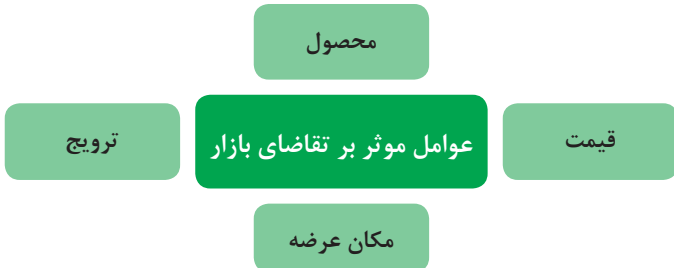 محصول
قیمت
عوامل موثر بر تقاضای بازار
ترویج
مکان عرضه